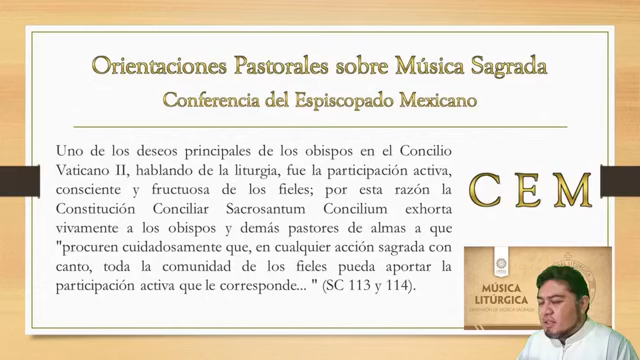 Orientaciones Pastorales sobre Música Sagrada
Conferencia del Espiscopado Mexicano
Uno de los deseos principales de los obispos en el Concilio
Vaticano II, hablando de la liturgia, fue la participación activa,
consciente y fructuosa de los fieles; por esta razón la
Constitución Conciliar Sacrosantum Concilium exhorta
vivamente a los obispos y demás pastores de almas a que
"procuren cuidadosamente que, en cualquier acción sagrada con
canto, toda la comunidad de los fieles pueda aportar la
participación activa que le corresponde... " (SC 113 y 114).
C E M
MÚSICA
LITÚRGICA
DIMENSIÓN DE MÚSICA SAGRADA